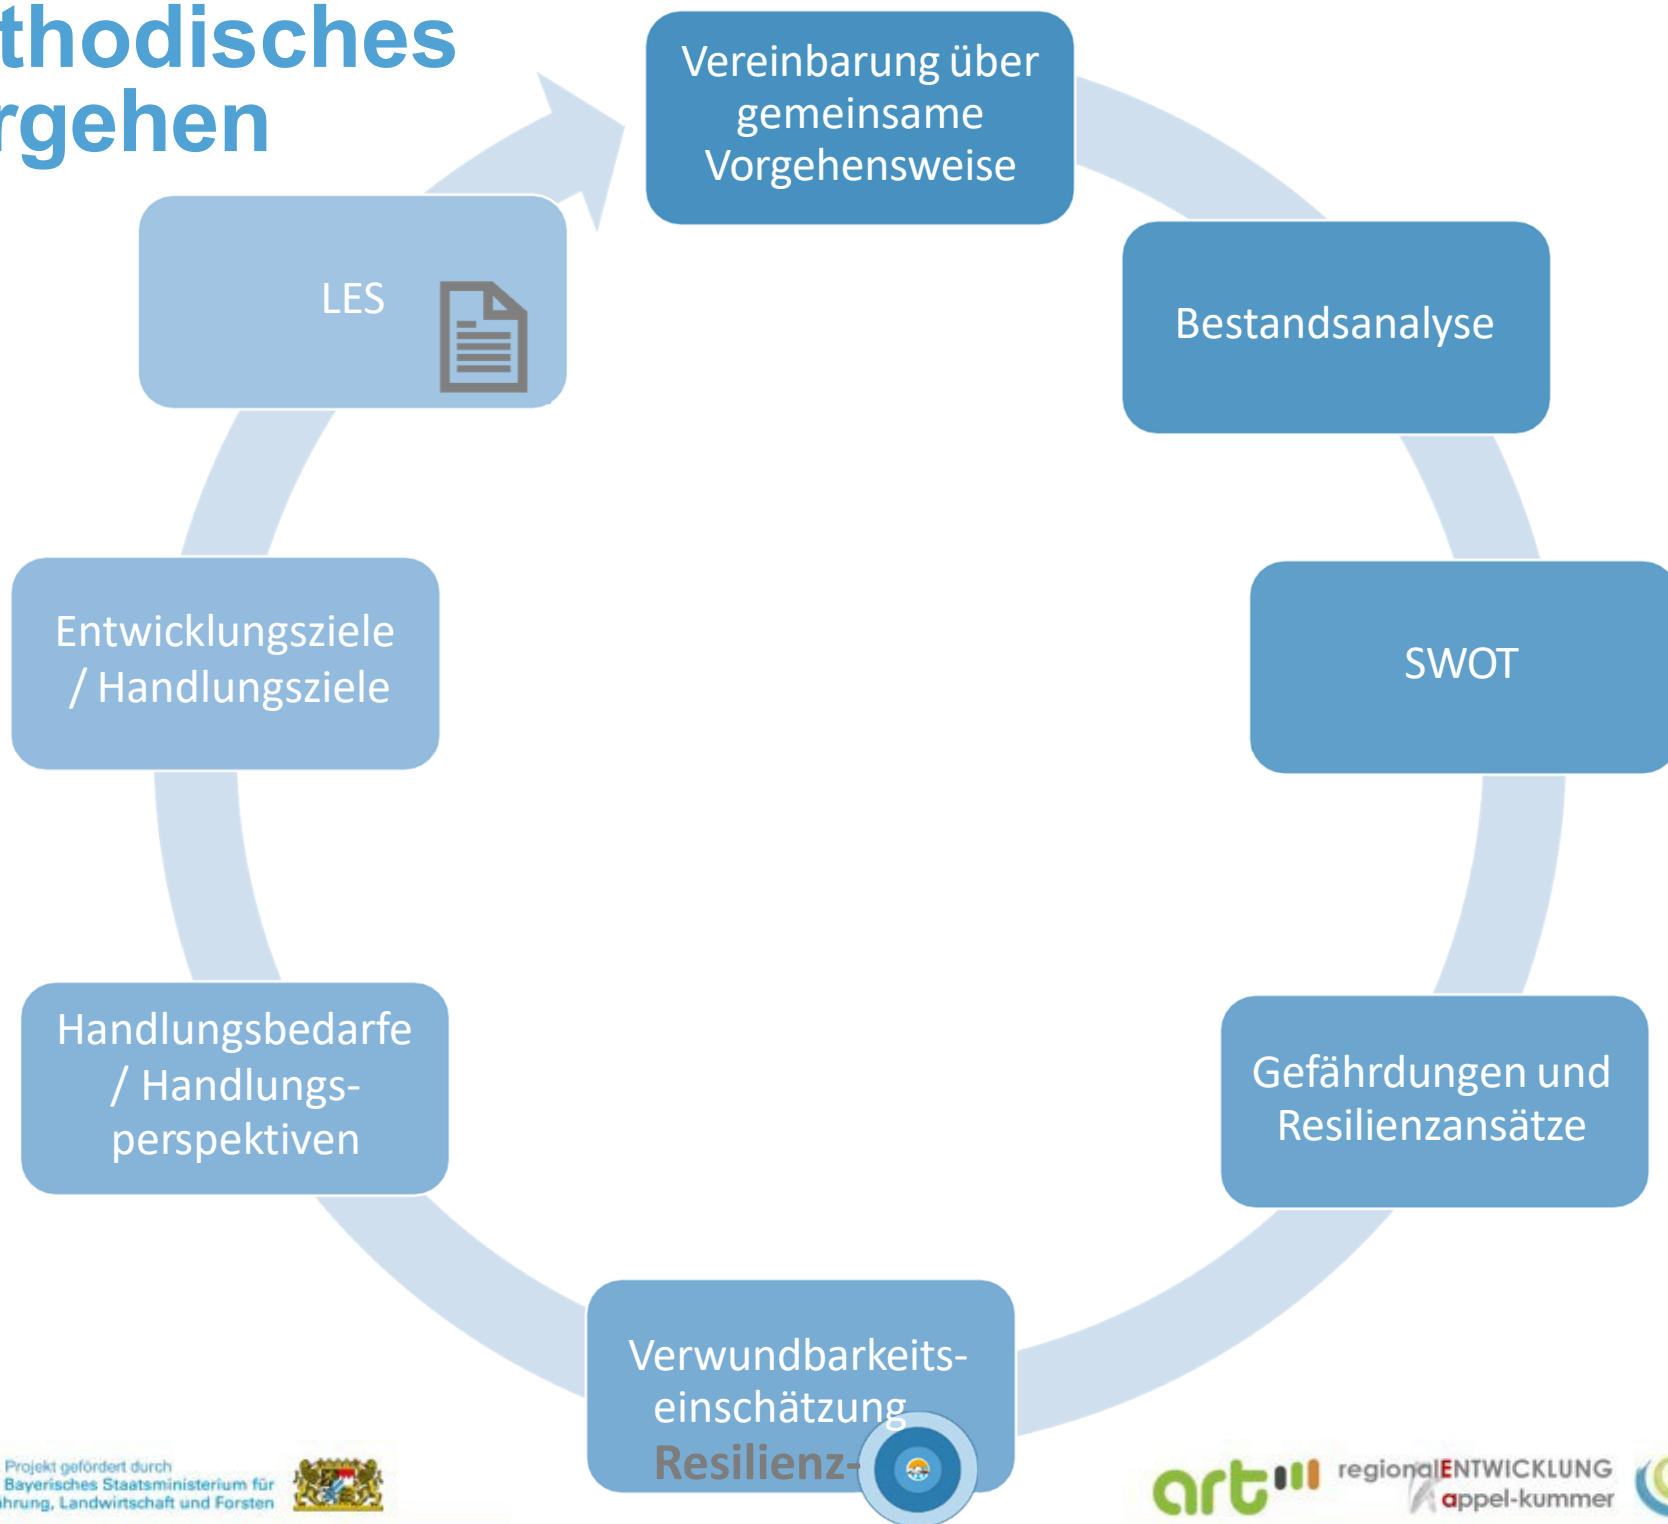 thodisches
rgehen
Vereinbarung über
gemeinsame
Vorgehensweise
Bestandsanalyse
SWOT
Gefährdungen und
Resilienzansätze
Verwundbarkeits-
einschätzung
Resilienz-
Handlungsbedarfe
/ Handlungs-
perspektiven
Entwicklungsziele
/ Handlungsziele
LES
Projekt gefördert durch
Bayerisches Staatsministerium für
hrung, Landwirtschaft und Forsten
art
regionalENTWICKLUNG
appel-kummer